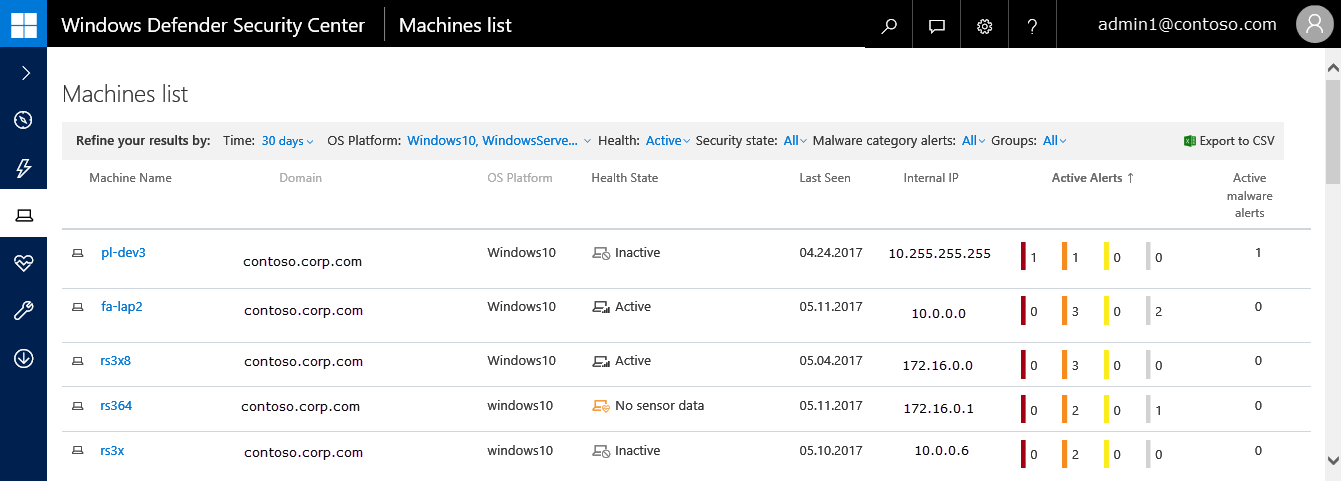 Windows Defender Security Center Machines list ? admin1@contoso.com
Machines list
Refine your results by: Time: 30 days OS Platform: Windows10, WindowsServe... Health: Active Security state: All Malware category alerts: All Groups: All Export to CSV
Machine Name Domain OS Platform Health State Last Seen Internal IP Active Alerts ↑ Active malware alerts
pl-dev3 contoso.corp.com Windows10 Inactive 04.24.2017 10.255.255.255 1 1 0 0 1
fa-lap2 contoso.corp.com Windows10 Active 05.11.2017 10.0.0.0 0 3 0 2 0
rs3x8 contoso.corp.com Windows10 Active 05.04.2017 172.16.0.0 0 3 0 0 0
rs364 contoso.corp.com windows10 No sensor data 05.11.2017 172.16.0.1 0 2 0 1 0
rs3x contoso.corp.com windows10 Inactive 05.10.2017 10.0.0.6 0 2 0 0 0